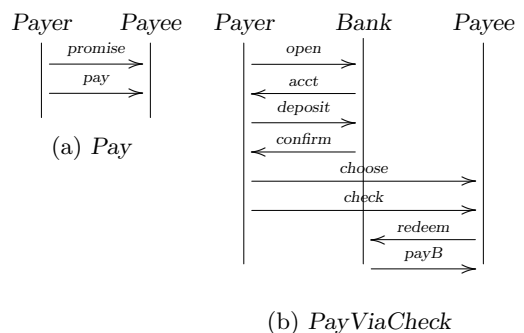 Payer Payee
promise
pay
(a) Pay
Payer Bank Payee
open
acct
deposit
confirm
choose
check
redeem
payB
(b) PayViaCheck